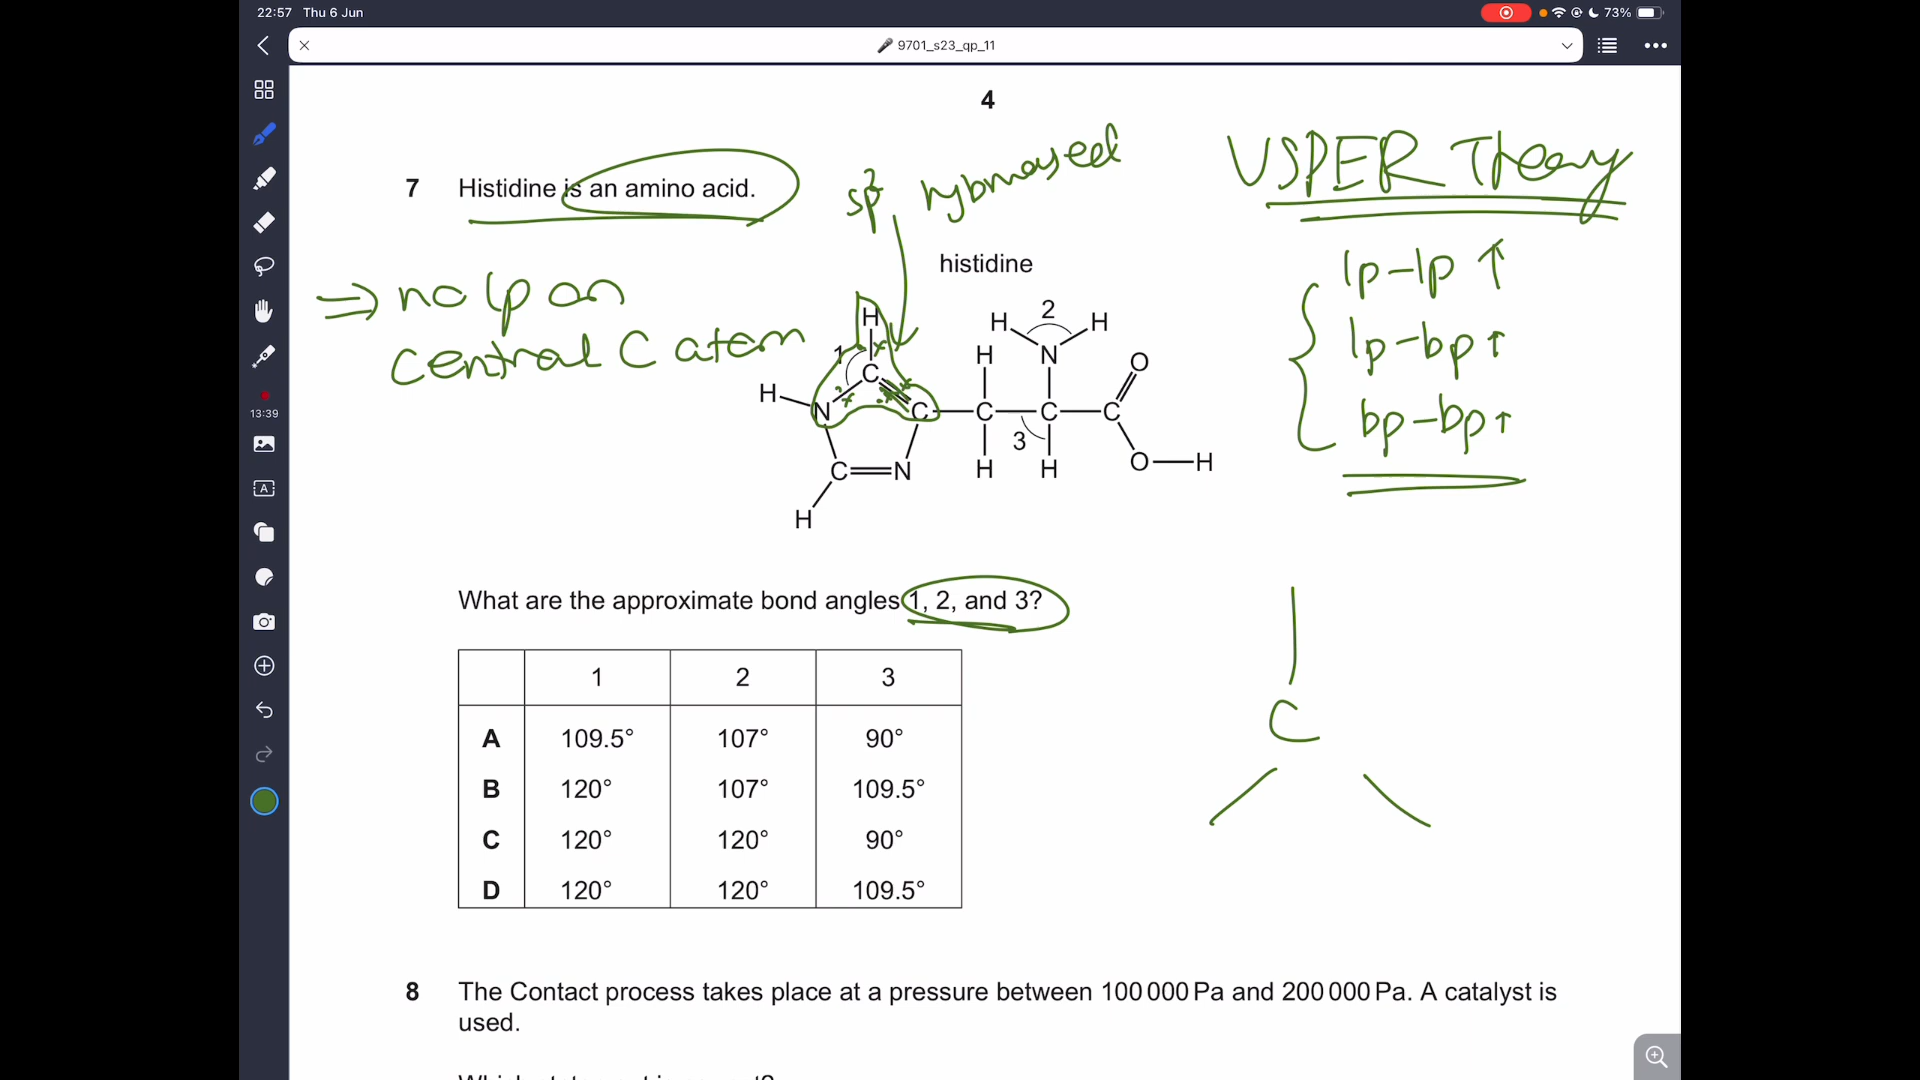 22:57 Thu 6 Jun
73%
9701_s23_qp_11
13:39
4
7 Histidine is an amino acid.
sp²
USPER Theory
histidine
⇒ no lp on
central C atom
lp-lp ↑
lp-bp ↑
bp-bp ↑
H
1
C
H
N
C
C
N
H
H
C
H
H
2
H
N
C
3
H
C
O
O
H
What are the approximate bond angles 1, 2, and 3?
1 2 3
A 109.5° 107° 90°
B 120° 107° 109.5°
C 120° 120° 90°
D 120° 120° 109.5°
C
8 The Contact process takes place at a pressure between 100 000 Pa and 200 000 Pa. A catalyst is
used.